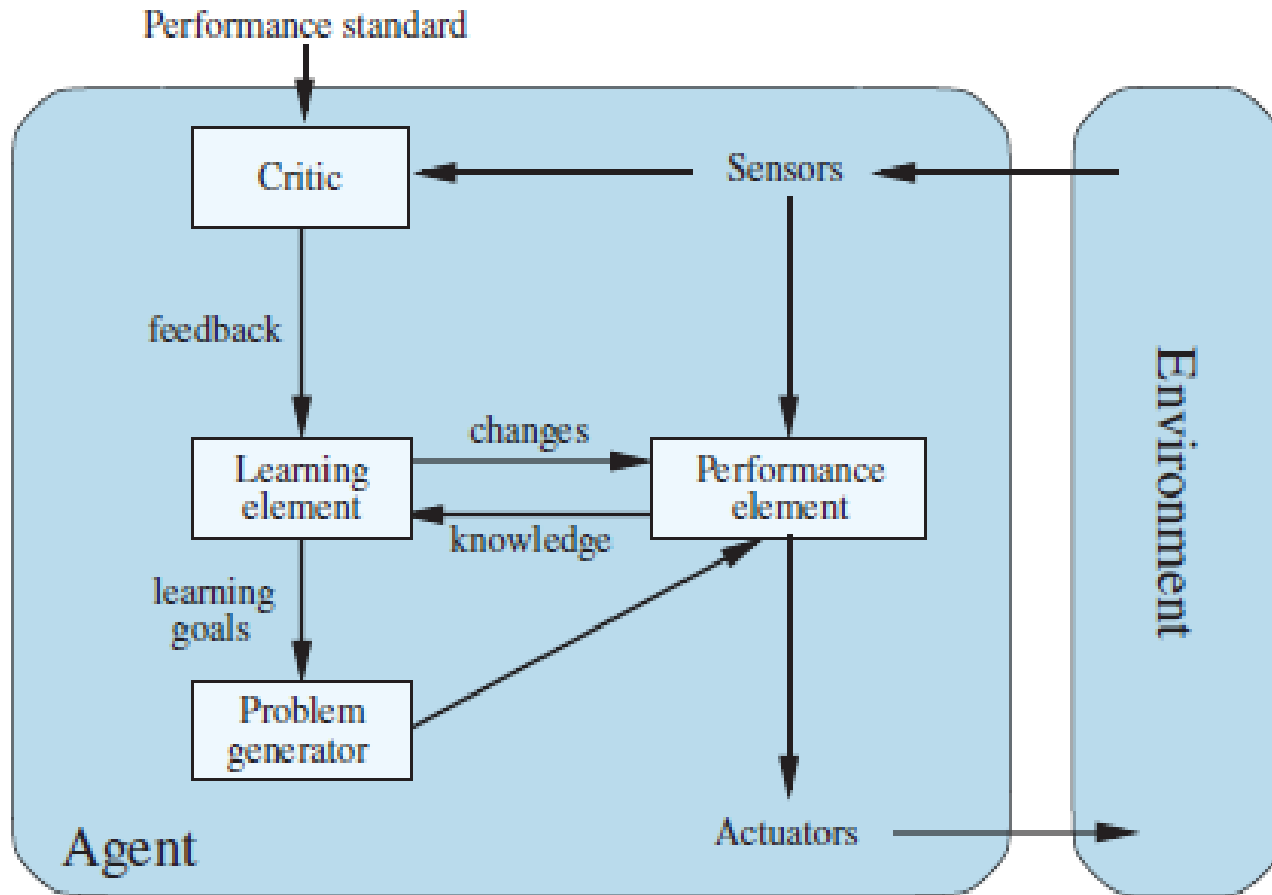 Performance standard
Critic
Sensors
feedback
changes
Learning
element
Performance
element
knowledge
learning
goals
Problem
generator
Agent
Actuators
Environment